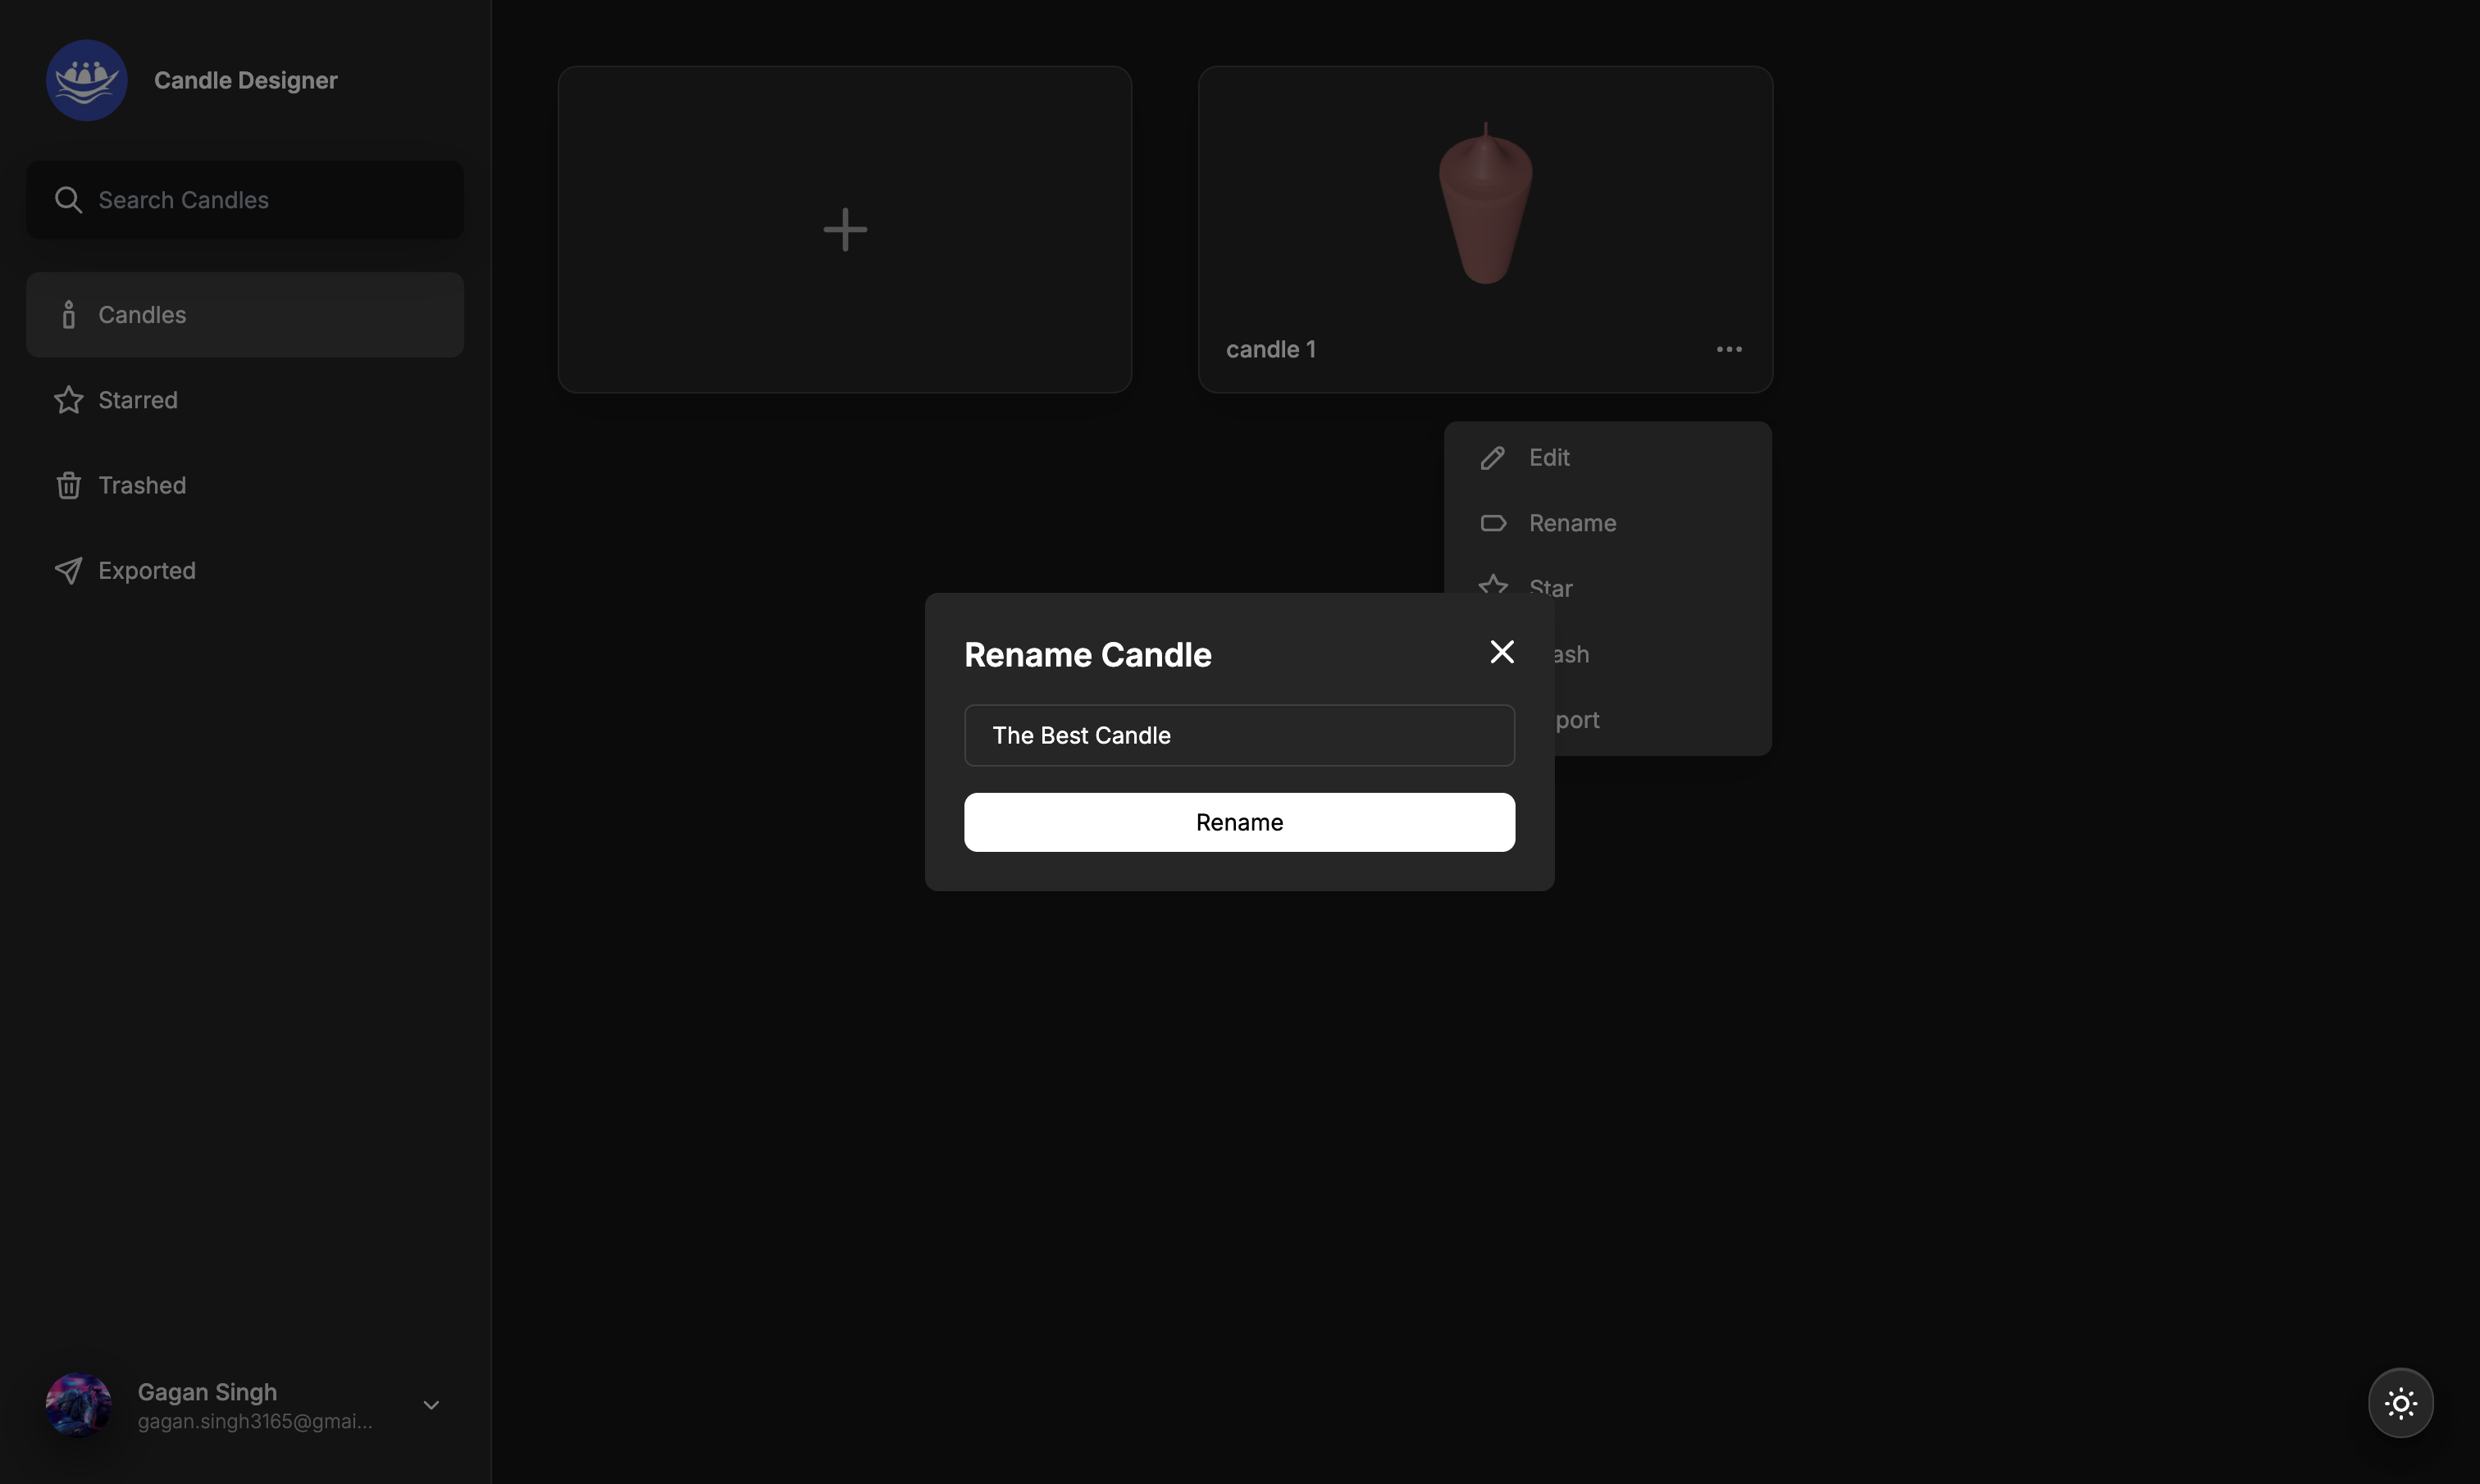 Candle Designer
Search Candles
Candles
Starred
Trashed
Exported
candle 1
Edit
Rename
Star
ash
port
Rename Candle
The Best Candle
Rename
Gagan Singh
gagan.singh3165@gmai...